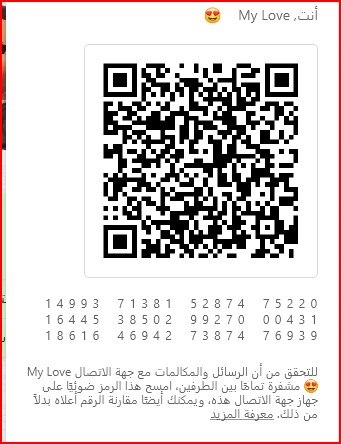 أنت, My Love 😍
14993 71381 52874 75220
16445 38502 99270 00431
18616 46942 73874 76939
للتحقق من أن الرسائل والمكالمات مع جهة الاتصال My Love
😍 مشفرة تمامًا بين الطرفين، امسح هذا الرمز ضوئيًا على
جهاز جهة الاتصال هذه، ويمكنك أيضًا مقارنة الرقم أعلاه بدلاً
من ذلك. معرفة المزيد